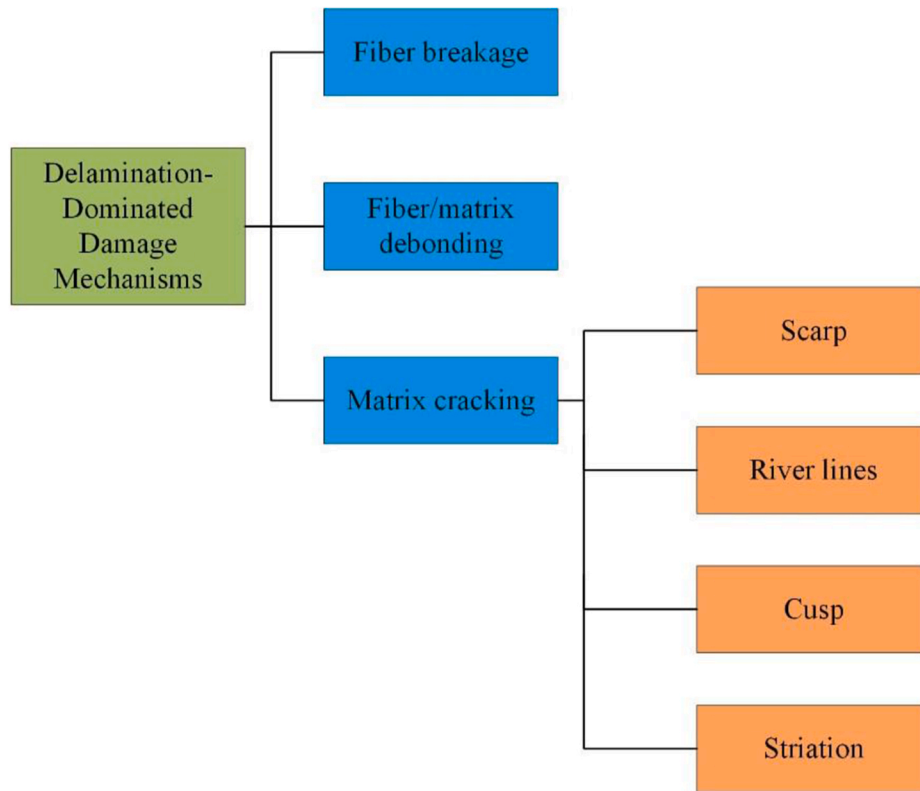 Fiber breakage
Delamination-
Dominated
Damage
Mechanisms
Fiber/matrix
debonding
Matrix cracking
Scarp
River lines
Cusp
Striation